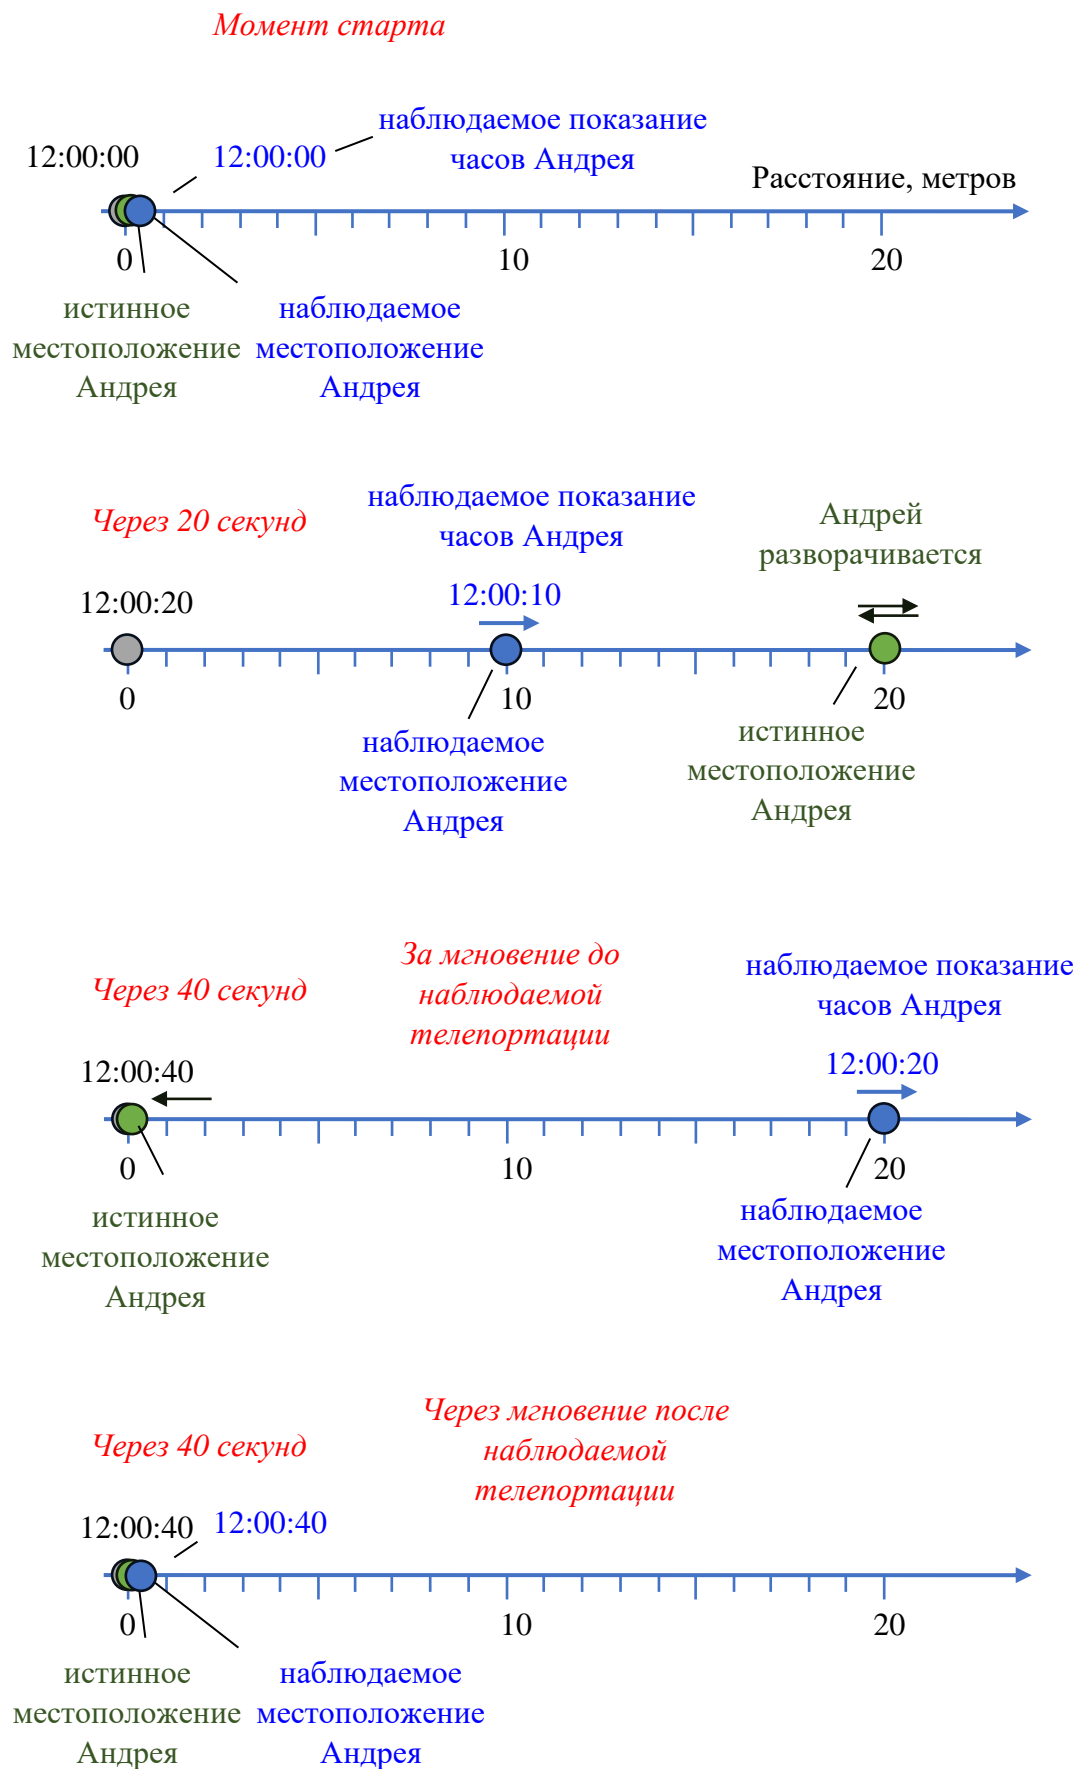 Момент старта
наблюдаемое показание
часов Андрея
12:00:00
12:00:00
Расстояние, метров
0
10
20
истинное
местоположение
Андрея
наблюдаемое
местоположение
Андрея
Через 20 секунд
наблюдаемое показание
часов Андрея
Андрей
разворачивается
12:00:20
12:00:10
0
10
20
наблюдаемое
местоположение
Андрея
истинное
местоположение
Андрея
Через 40 секунд
За мгновение до
наблюдаемой
телепортации
наблюдаемое показание
часов Андрея
12:00:40
12:00:20
0
10
20
истинное
местоположение
Андрея
наблюдаемое
местоположение
Андрея
Через 40 секунд
Через мгновение после
наблюдаемой
телепортации
12:00:40
12:00:40
0
10
20
истинное
местоположение
Андрея
наблюдаемое
местоположение
Андрея